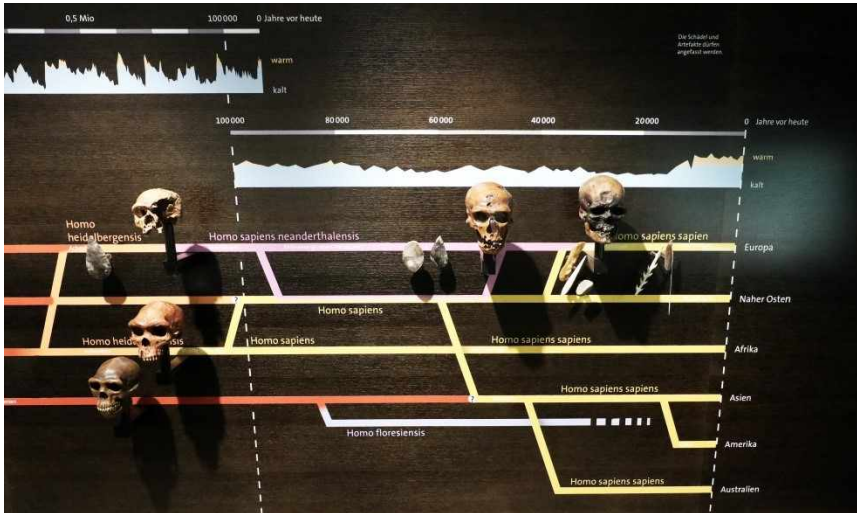 0,5 Mio 100 000 0 Jahre vor heute
warm
kalt
Die Schädel und
Artefakte dürfen
angefasst werden
100 000 80 000 60 000 40 000 20 000 0 Jahre vor heute
warm
kalt
Homo
heidelbergensis
Homo sapiens neanderthalensis
Homo sapiens sapien
Europa
?
Homo sapiens
Naher Osten
Homo
Homo sapiens
Homo sapiens sapiens
Afrika
Homo sapiens sapiens
?
Asien
Homo floresiensis
Amerika
Homo sapiens sapiens
Australien